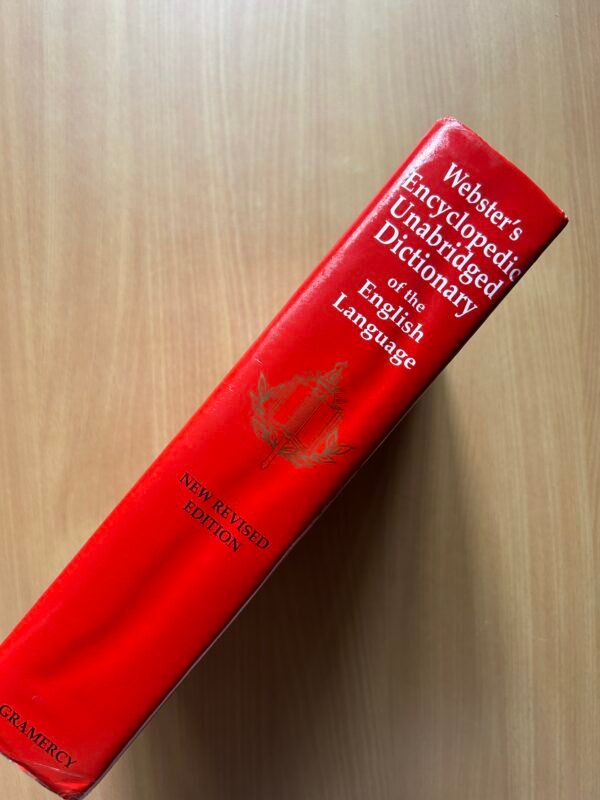 Webster's
Encyclopedic
Unabridged
Dictionary
of the
English
Language
NEW REVISED
EDITION
GRAMERCY